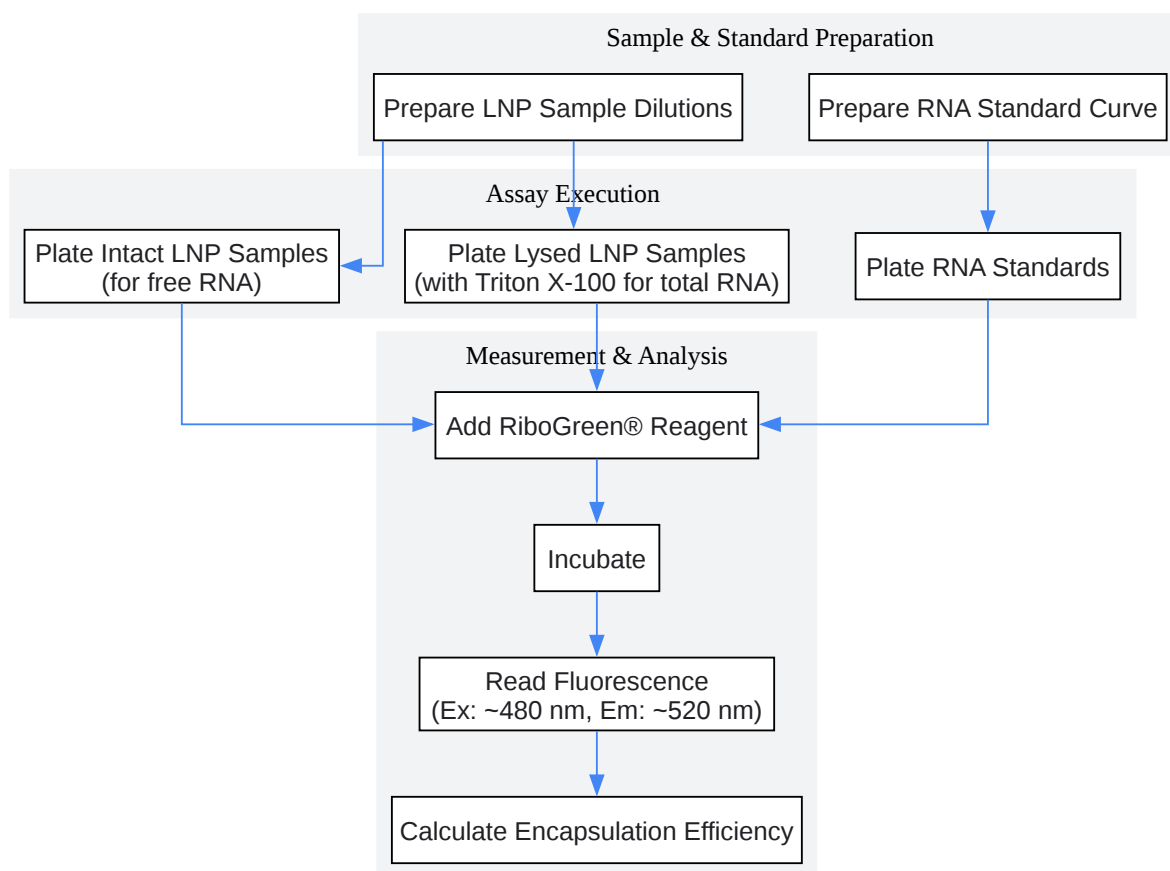 Sample & Standard Preparation
Prepare LNP Sample Dilutions
Prepare RNA Standard Curve
Assay Execution
Plate Intact LNP Samples
(for free RNA)
Plate Lysed LNP Samples
(with Triton X-100 for total RNA)
Plate RNA Standards
Measurement & Analysis
Add RiboGreen® Reagent
Incubate
Read Fluorescence
(Ex: ~480 nm, Em: ~520 nm)
Calculate Encapsulation Efficiency